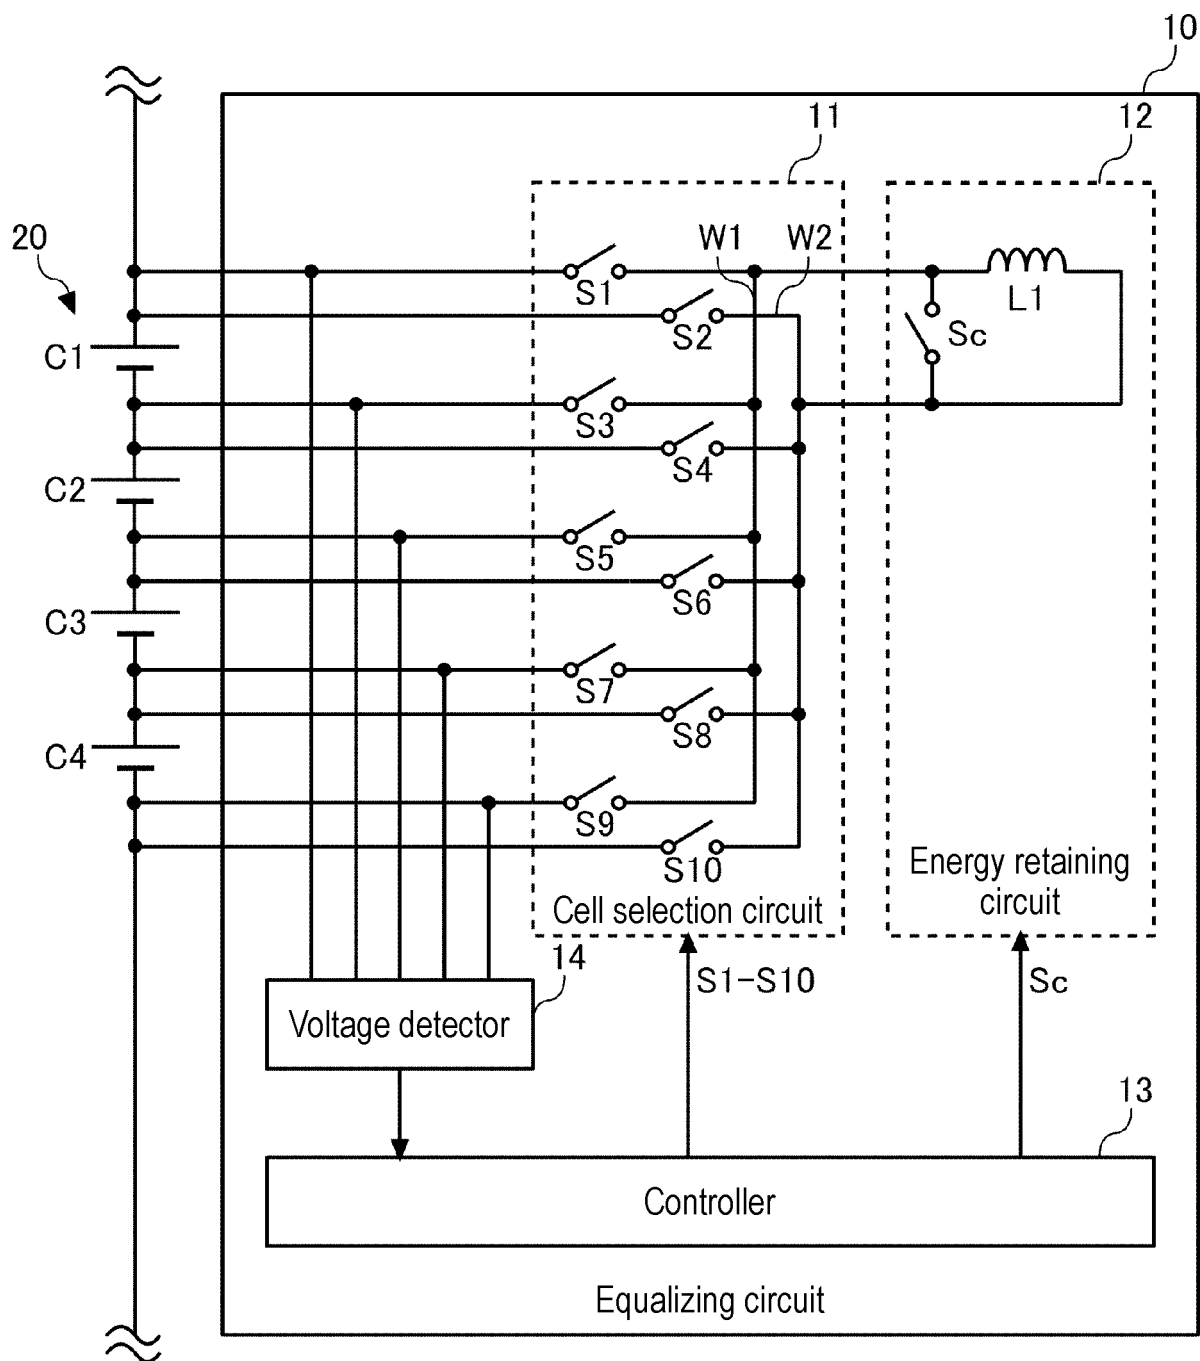 10
11
12
20
W1
W2
S1
L1
S2
Sc
C1
S3
S4
C2
S5
S6
C3
S7
S8
C4
S9
S10
Energy retaining
circuit
Cell selection circuit
14
S1-S10
Sc
Voltage detector
13
Controller
Equalizing circuit